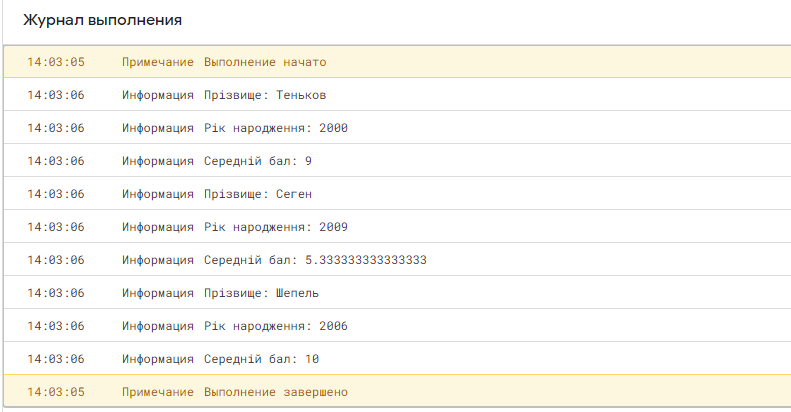 Журнал выполнения
14:03:05 Примечание Выполнение начато
14:03:06 Информация Прізвище: Теньков
14:03:06 Информация Рік народження: 2000
14:03:06 Информация Середній бал: 9
14:03:06 Информация Прізвище: Сеген
14:03:06 Информация Рік народження: 2009
14:03:06 Информация Середній бал: 5.333333333333333
14:03:06 Информация Прізвище: Шепель
14:03:06 Информация Рік народження: 2006
14:03:06 Информация Середній бал: 10
14:03:05 Примечание Выполнение завершено